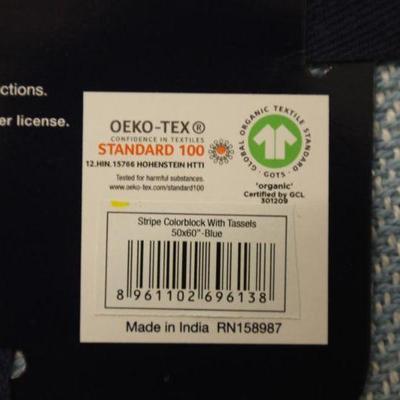 ctions.
er license.
OEKO-TEX®
CONFIDENCE IN TEXTILES
STANDARD 100
12.HIN.15766 HOHENSTEIN HTTI
Tested for harmful substances.
www.oeko-tex.com/standard100
GLOBAL ORGANIC TEXTILE STANDARD
· GOTS ·
'organic'
Certified by GCL
301209
Stripe Colorblock With Tassels
50x60"-Blue
8 961102 696138
Made in India RN158987